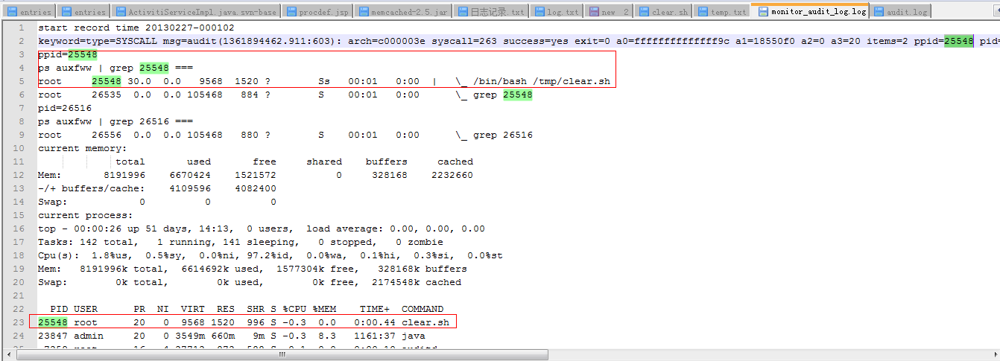 entries entries ActivitiServiceImpl.java.svn-base procdef.jsp memcached-2.5.jar 日志记录.txt log.txt new 2 clear.sh temp.txt monitor_audit_log.log audit.log
1 start record time 20130227-000102
2 keyword=type=SYSCALL msg=audit(1361894462.911:603): arch=c000003e syscall=263 success=yes exit=0 a0=ffffffffffffff9c a1=18550f0 a2=0 a3=20 items=2 ppid=25548 pid=
3 ppid=25548
4 ps auxfww | grep 25548 ===
5 root 25548 30.0 0.0 9568 1520 ? Ss 00:01 0:00 | \_ /bin/bash /tmp/clear.sh
6 root 26535 0.0 0.0 105468 884 ? S 00:01 0:00 \_ grep 25548
7 pid=26516
8 ps auxfww | grep 26516 ===
9 root 26556 0.0 0.0 105468 880 ? S 00:01 0:00 \_ grep 26516
10 current memory:
11 total used free shared buffers cached
12 Mem: 8191996 6670424 1521572 0 328168 2232660
13 -/+ buffers/cache: 4109596 4082400
14 Swap: 0 0 0
15 current process:
16 top - 00:00:26 up 51 days, 14:13, 0 users, load average: 0.00, 0.00, 0.00
17 Tasks: 142 total, 1 running, 141 sleeping, 0 stopped, 0 zombie
18 Cpu(s): 1.8%us, 0.5%sy, 0.0%ni, 97.2%id, 0.0%wa, 0.1%hi, 0.3%si, 0.0%st
19 Mem: 8191996k total, 6614692k used, 1577304k free, 328168k buffers
20 Swap: 0k total, 0k used, 0k free, 2174548k cached
21
22 PID USER PR NI VIRT RES SHR S %CPU %MEM TIME+ COMMAND
23 25548 root 20 0 9568 1520 996 S -0.3 0.0 0:00.44 clear.sh
24 23847 admin 20 0 3549m 660m 9m S -0.3 8.3 1161:37 java